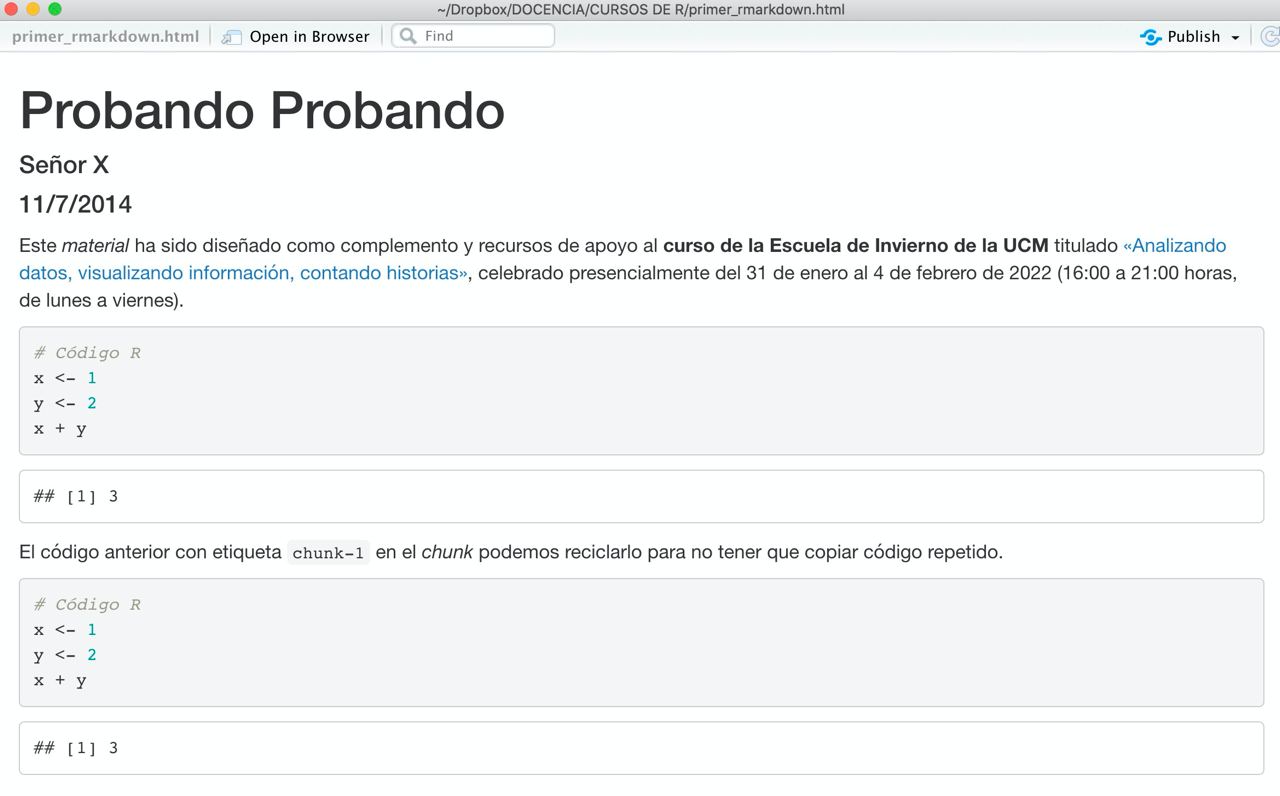 ~/Dropbox/DOCENCIA/CURSOS DE R/primer_rmarkdown.html
primer_rmarkdown.html Open in Browser Find Publish
Probando Probando
Señor X
11/7/2014
Este material ha sido diseñado como complemento y recursos de apoyo al curso de la Escuela de Invierno de la UCM titulado «Analizando
datos, visualizando información, contando historias», celebrado presencialmente del 31 de enero al 4 de febrero de 2022 (16:00 a 21:00 horas,
de lunes a viernes).
# Código R
x <- 1
y <- 2
x + y
## [1] 3
El código anterior con etiqueta chunk-1 en el chunk podemos reciclarlo para no tener que copiar código repetido.
# Código R
x <- 1
y <- 2
x + y
## [1] 3